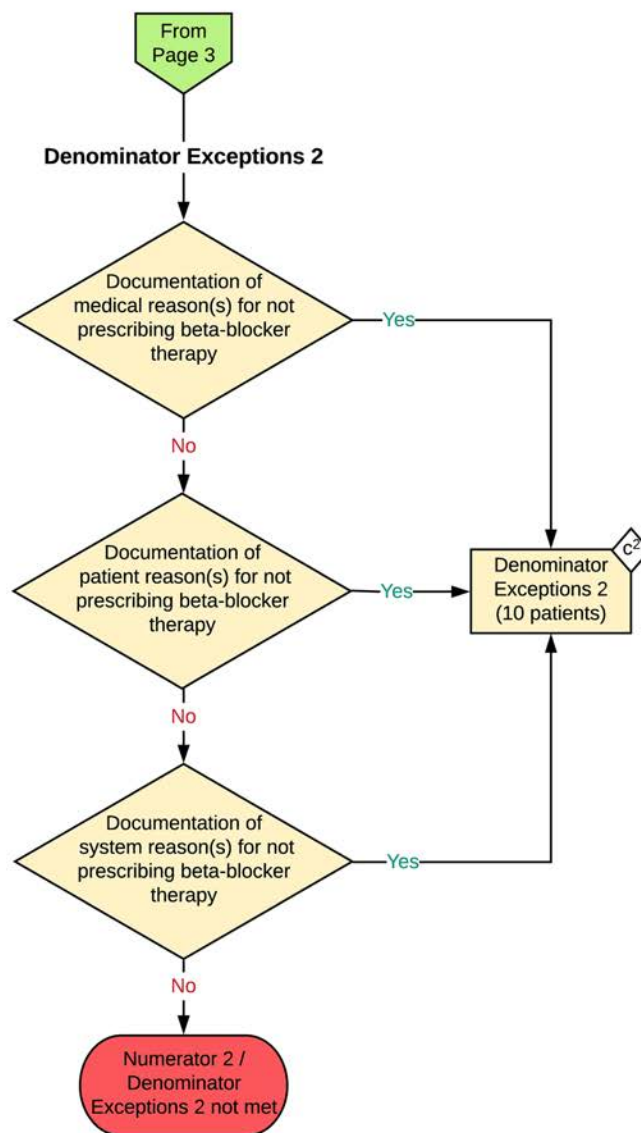 From
Page 3
Denominator Exceptions 2
Documentation of
medical reason(s) for not
prescribing beta-blocker
therapy
Yes
No
Documentation of
patient reason(s) for not
prescribing beta-blocker
therapy
Yes
c²
Denominator
Exceptions 2
(10 patients)
No
Documentation of
system reason(s) for not
prescribing beta-blocker
therapy
Yes
No
Numerator 2 /
Denominator
Exceptions 2 not met